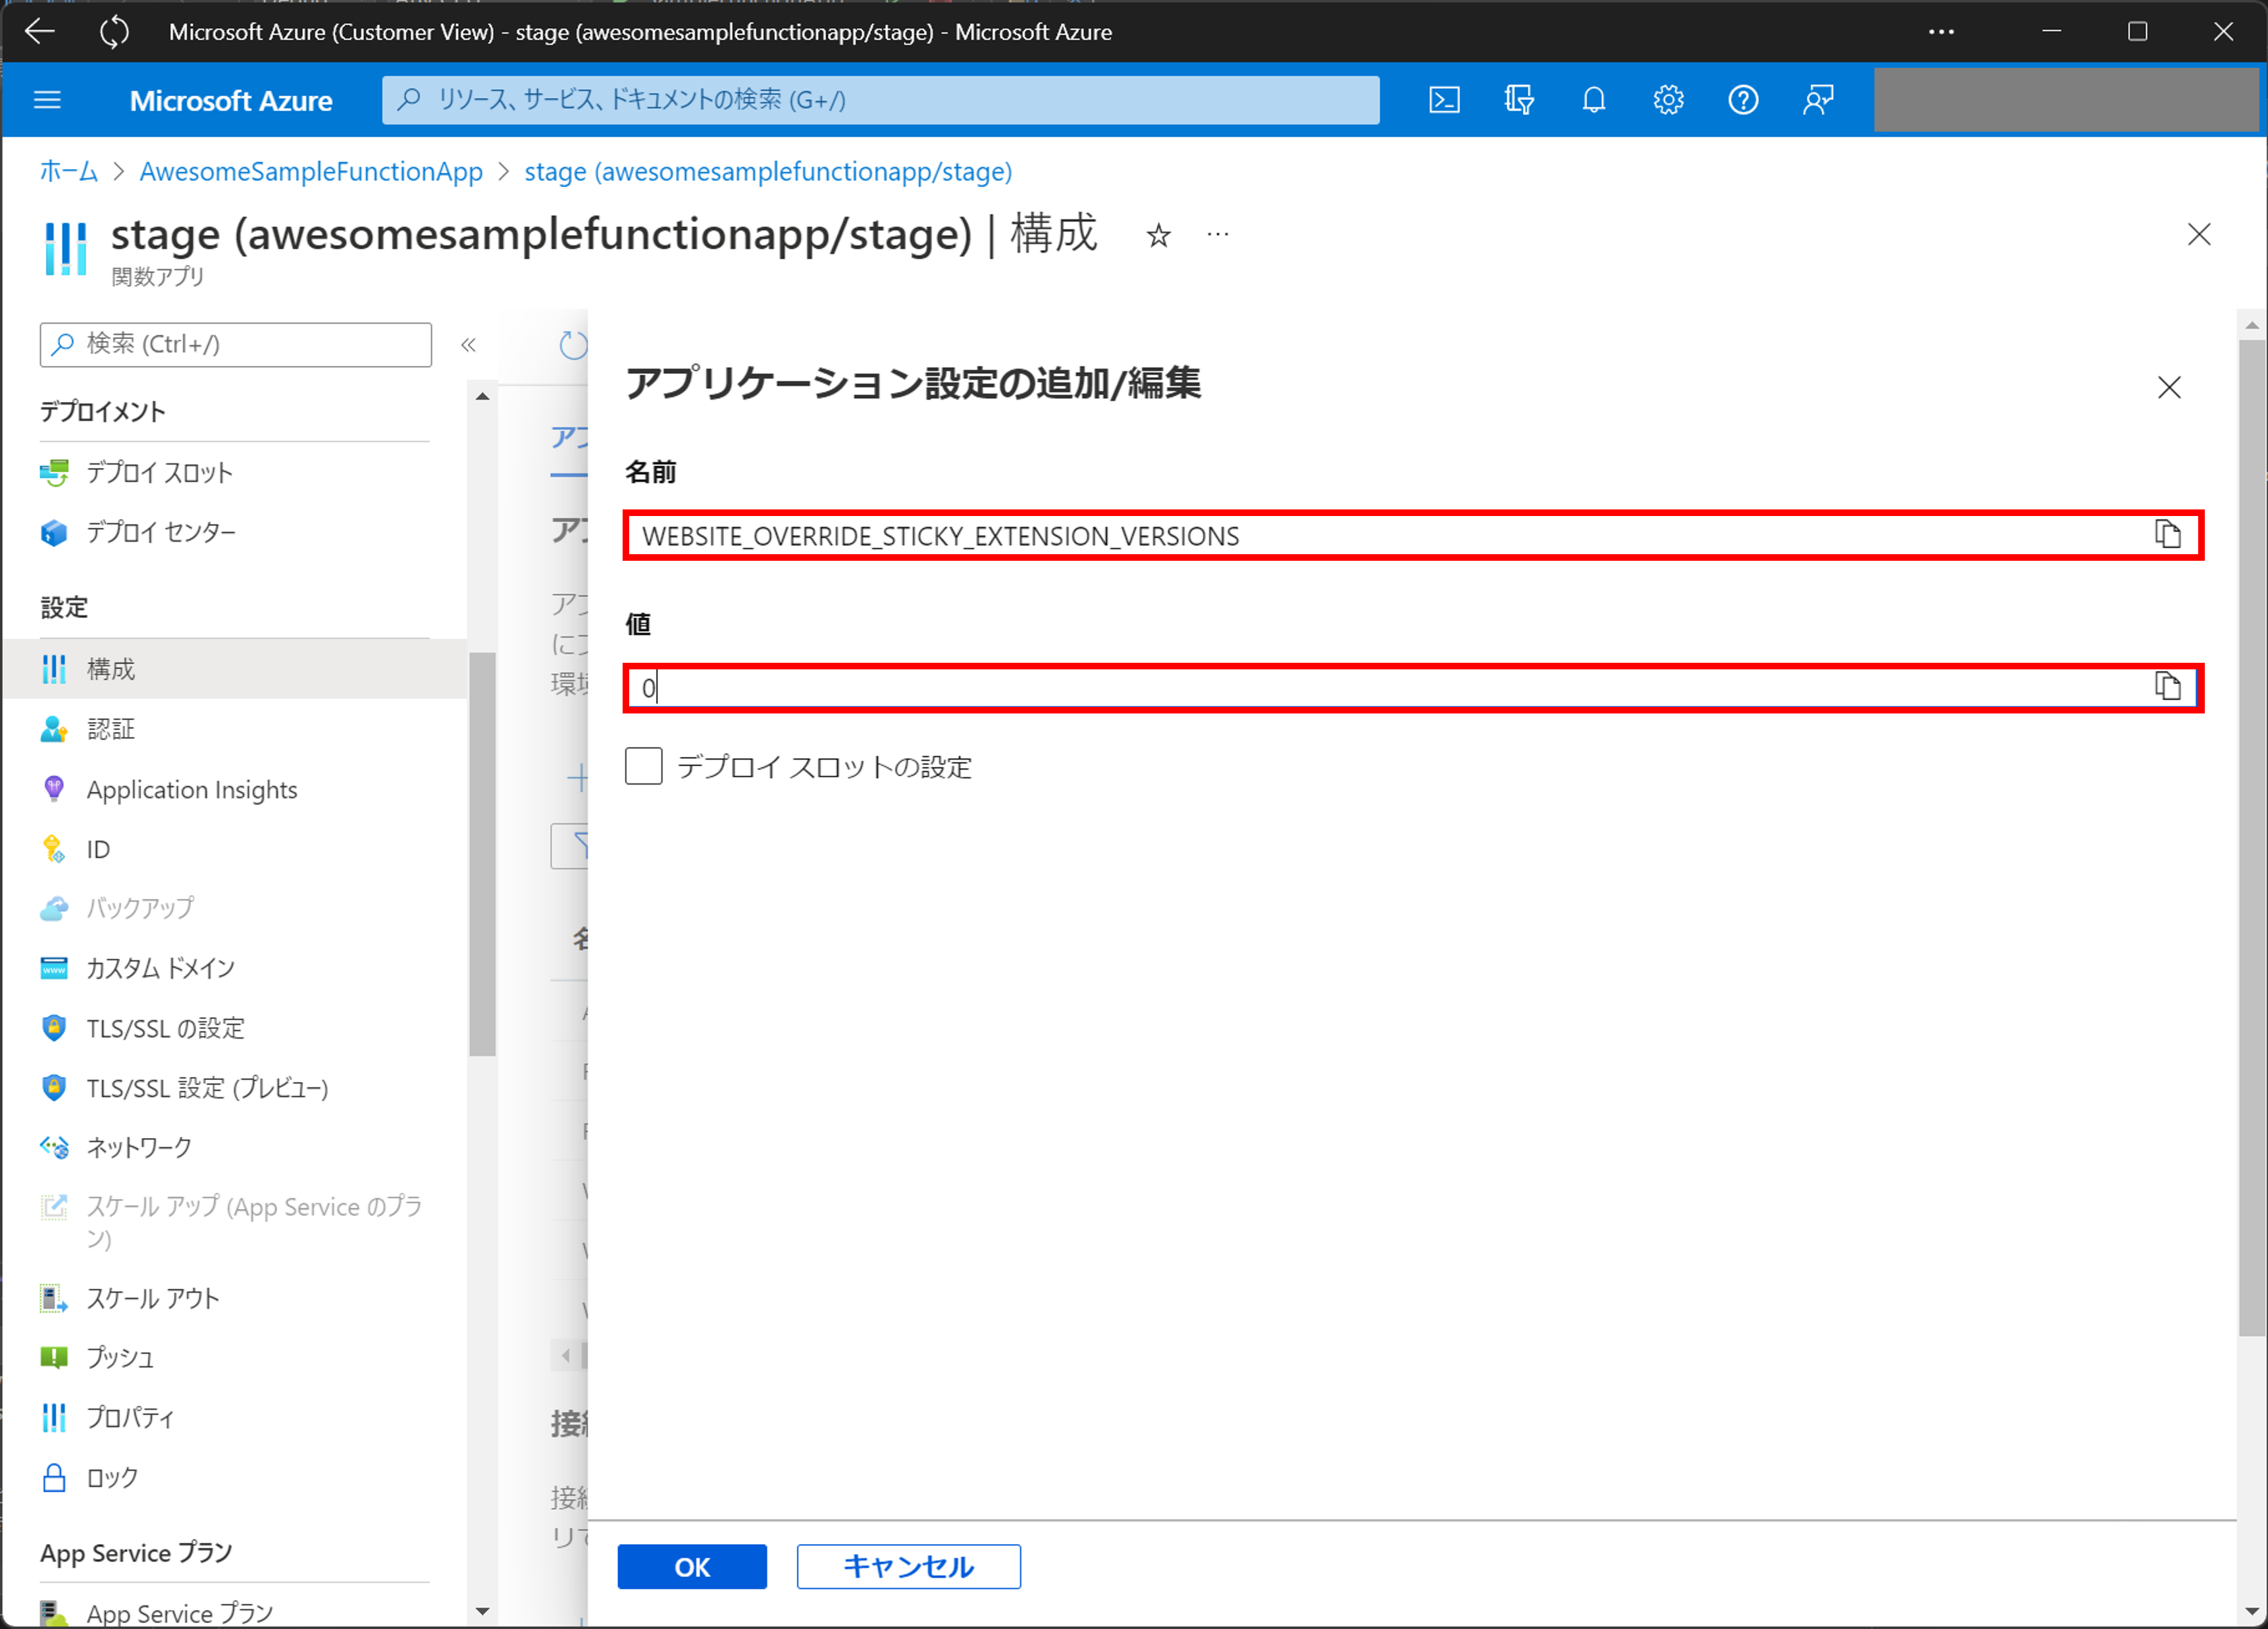 Microsoft Azure (Customer View) - stage (awesomesamplefunctionapp/stage) - Microsoft Azure
Microsoft Azure
リソース、サービス、ドキュメントの検索 (G+/)
ホーム > AwesomeSampleFunctionApp > stage (awesomesamplefunctionapp/stage)
stage (awesomesamplefunctionapp/stage) | 構成
関数アプリ
検索 (Ctrl+/)
デプロイメント
デプロイ スロット
デプロイ センター
設定
構成
認証
Application Insights
ID
バックアップ
カスタム ドメイン
TLS/SSL の設定
TLS/SSL 設定 (プレビュー)
ネットワーク
スケール アップ (App Service のプラ
ン)
スケール アウト
プッシュ
プロパティ
ロック
App Service プラン
App Service プラン
アプリケーション設定の追加/編集
名前
WEBSITE_OVERRIDE_STICKY_EXTENSION_VERSIONS
値
0
デプロイ スロットの設定
OK
キャンセル